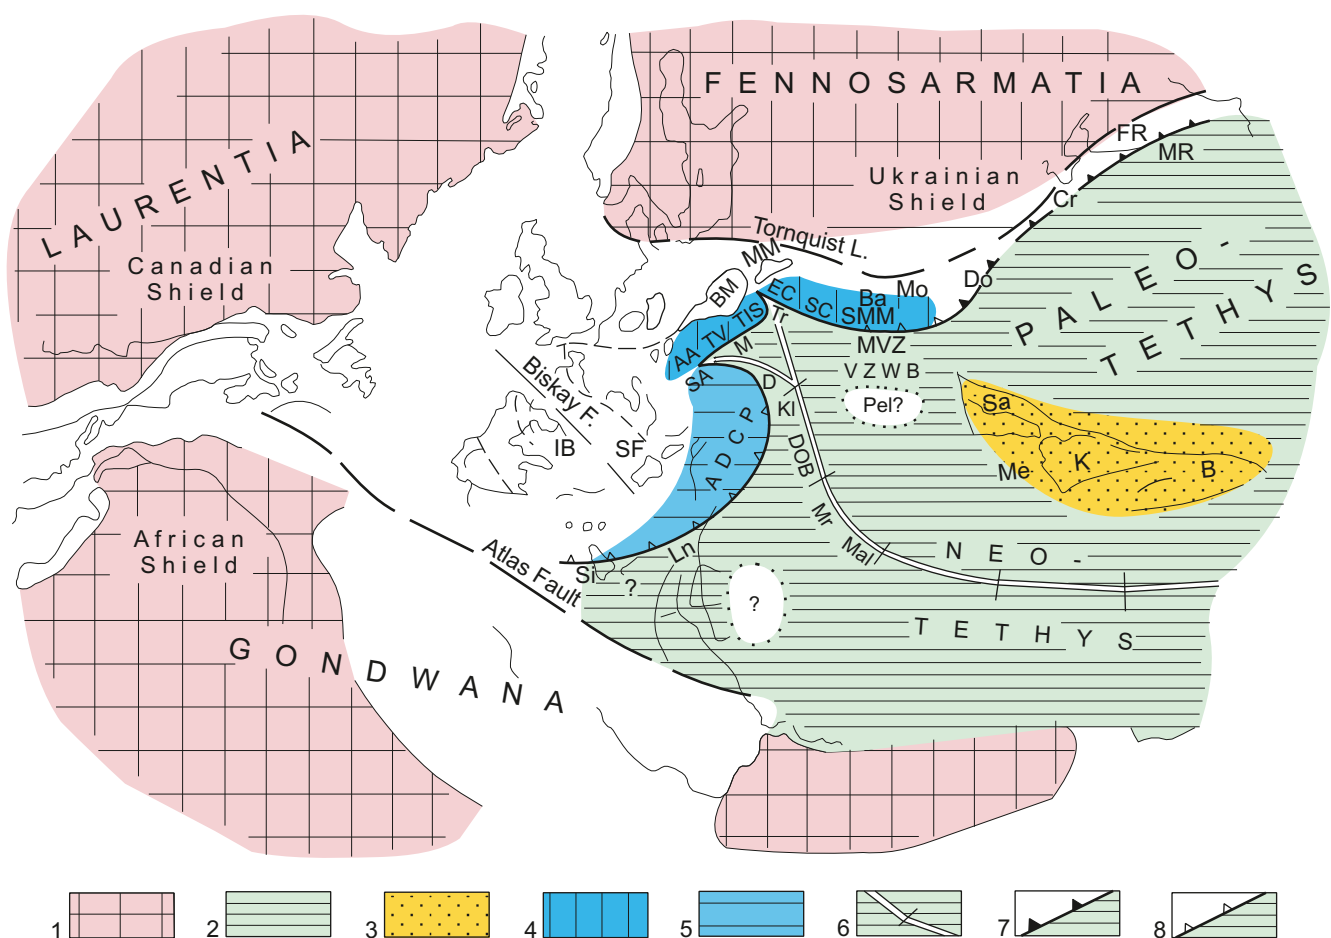 FENNOSARMATIA
LAURENTIA
FR
MR
Ukrainian
Shield
Cr
Tornquist L.
MM
Canadian
Shield
PALEO-
TETHYS
Do
BM
EC
SC
Ba
Mo
SMM
AA
TV/
TIS
Tr
M
MVZ
VZWB
SA
D
Biskay F.
Kl
Pel?
Sa
IB
SF
ADCP
DOB
Me
K
B
Mr
African
Shield
Atlas Fault
Si
?
Ln
Mal
NEO-
?
TETHYS
GONDWANA
1
2
3
4
5
6
7
8